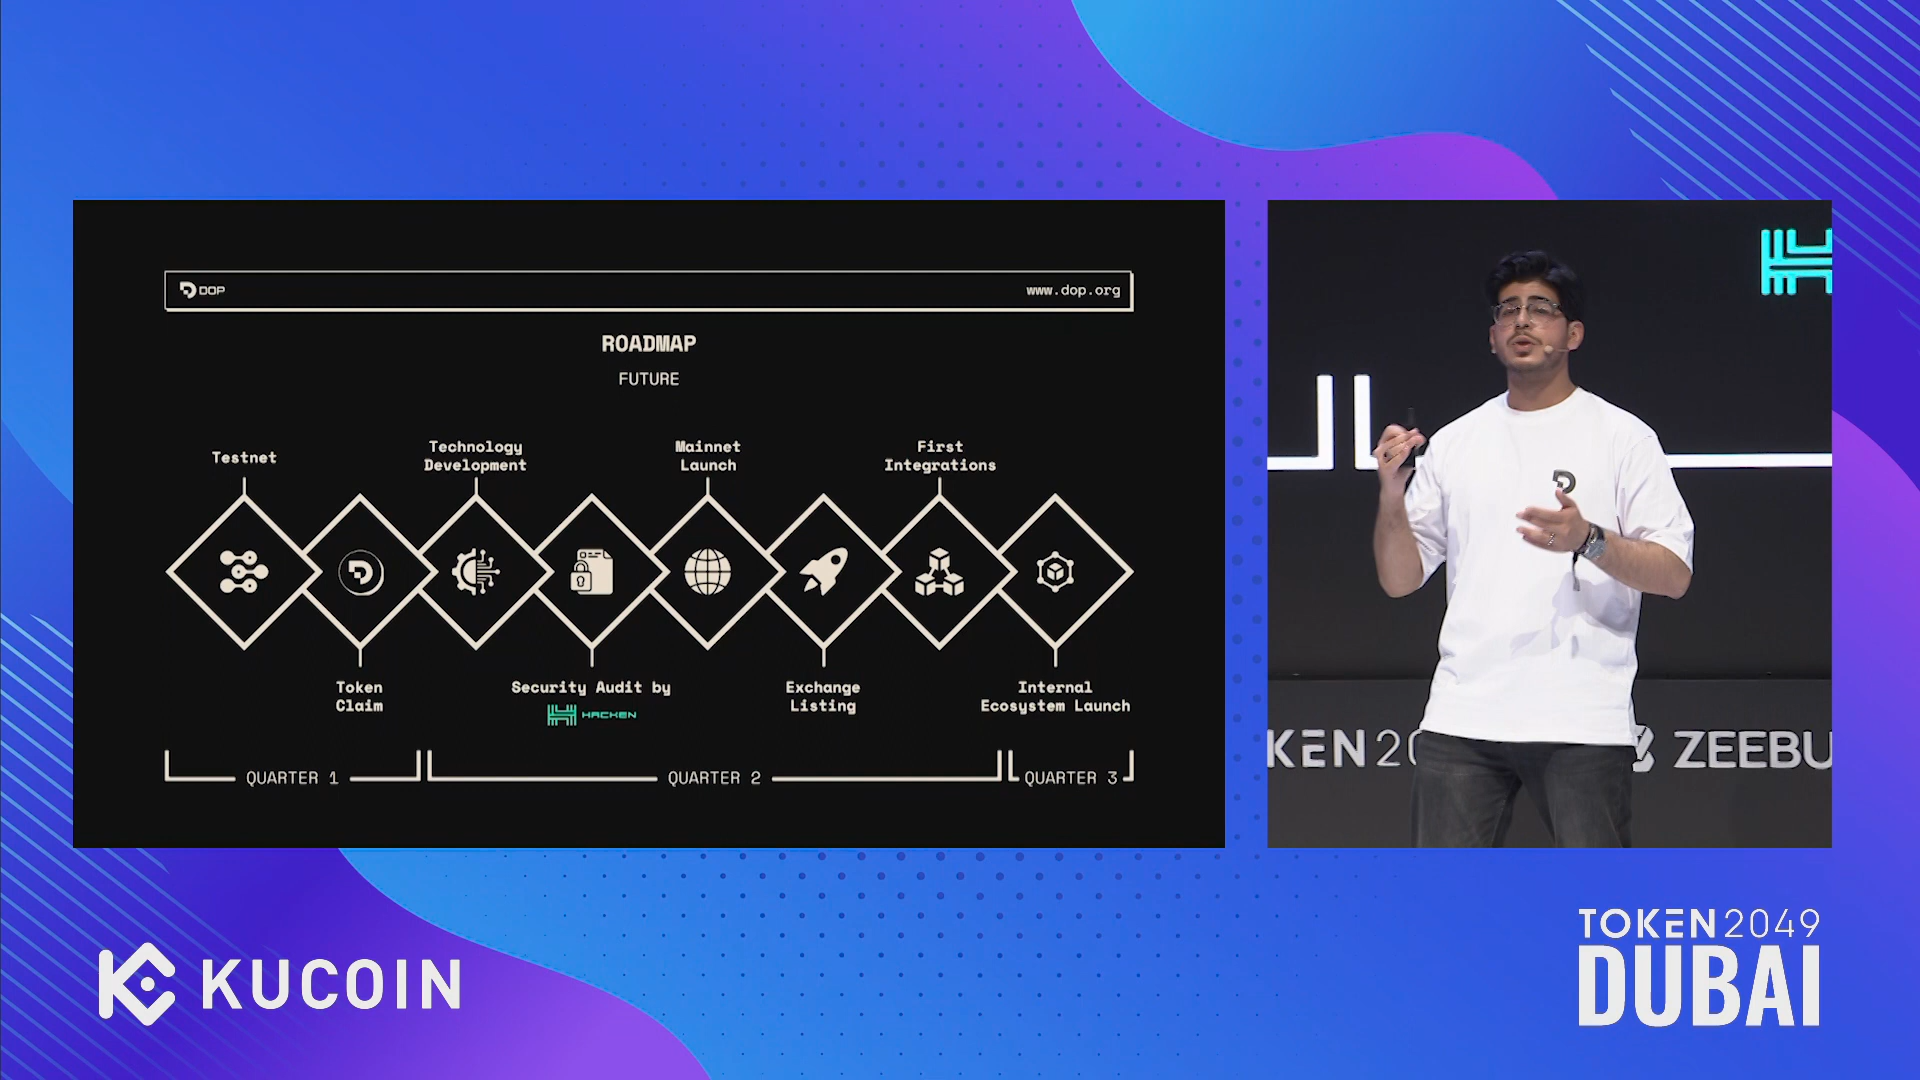 DOP
www.dop.org
ROADMAP
FUTURE
Testnet
Technology
Development
Mainnet
Launch
First
Integrations
Token
Claim
Security Audit by
HACKEN
Exchange
Listing
Internal
Ecosystem Launch
QUARTER 1
QUARTER 2
QUARTER 3
KEN20
ZEEBU
KUCOIN
TOKEN2049
DUBAI